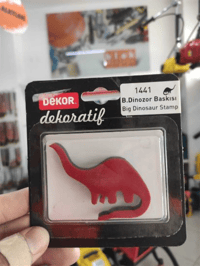 DEKOR
dekoratif
1441
B.Dinozor Baskısı
Big Dinosaur Stamp